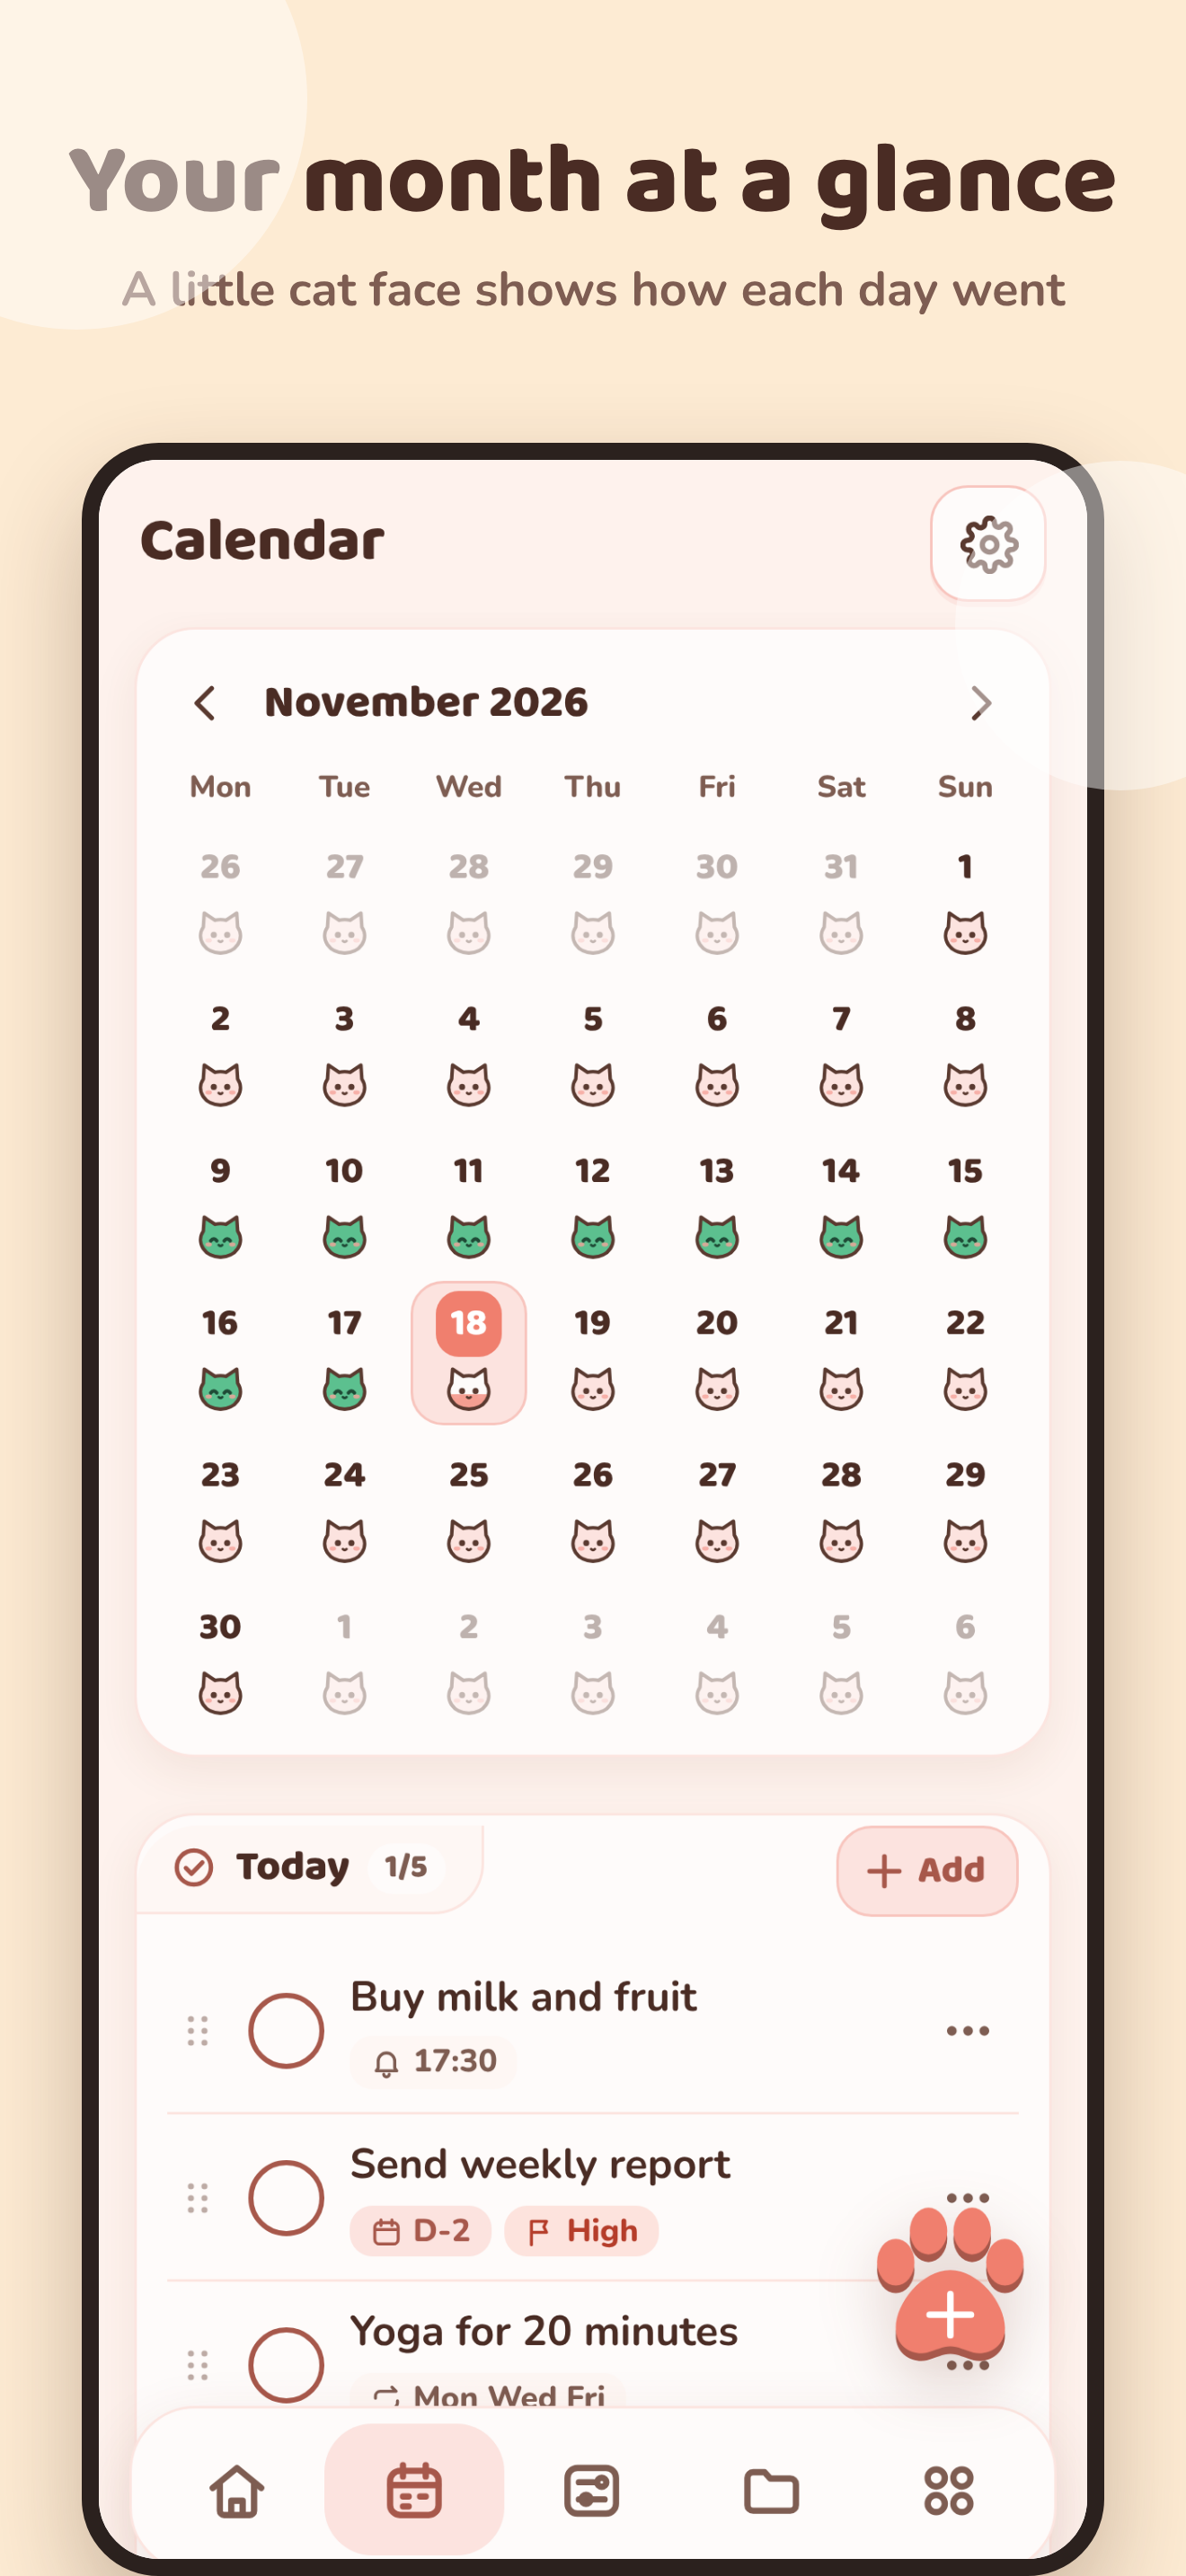 Your month at a glance
A little cat face shows how each day went
Calendar
November 2026
Mon Tue Wed Thu Fri Sat Sun
26 27 28 29 30 31 1
2 3 4 5 6 7 8
9 10 11 12 13 14 15
16 17 18 19 20 21 22
23 24 25 26 27 28 29
30 1 2 3 4 5 6
Today 1/5
Add
Buy milk and fruit
17:30
Send weekly report
D-2 High
Yoga for 20 minutes
Mon Wed Fri